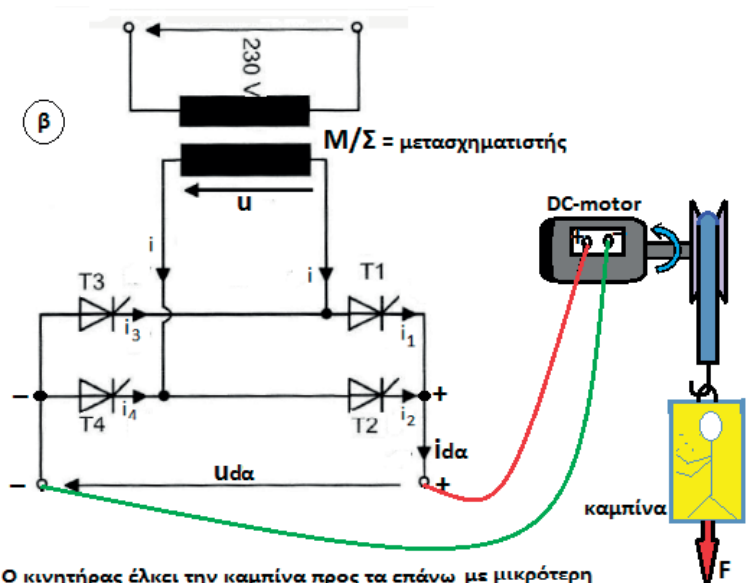 230 V
β
Μ/Σ = μετασχηματιστής
u
DC-motor
+ -
i
i
T3
T1
i3
i1
–
+
T4
i4
T2
i2
idα
udα
–
+
καμπίνα
F
Ο κινητήρας έλκει την καμπίνα προς τα επάνω με μικρότερη